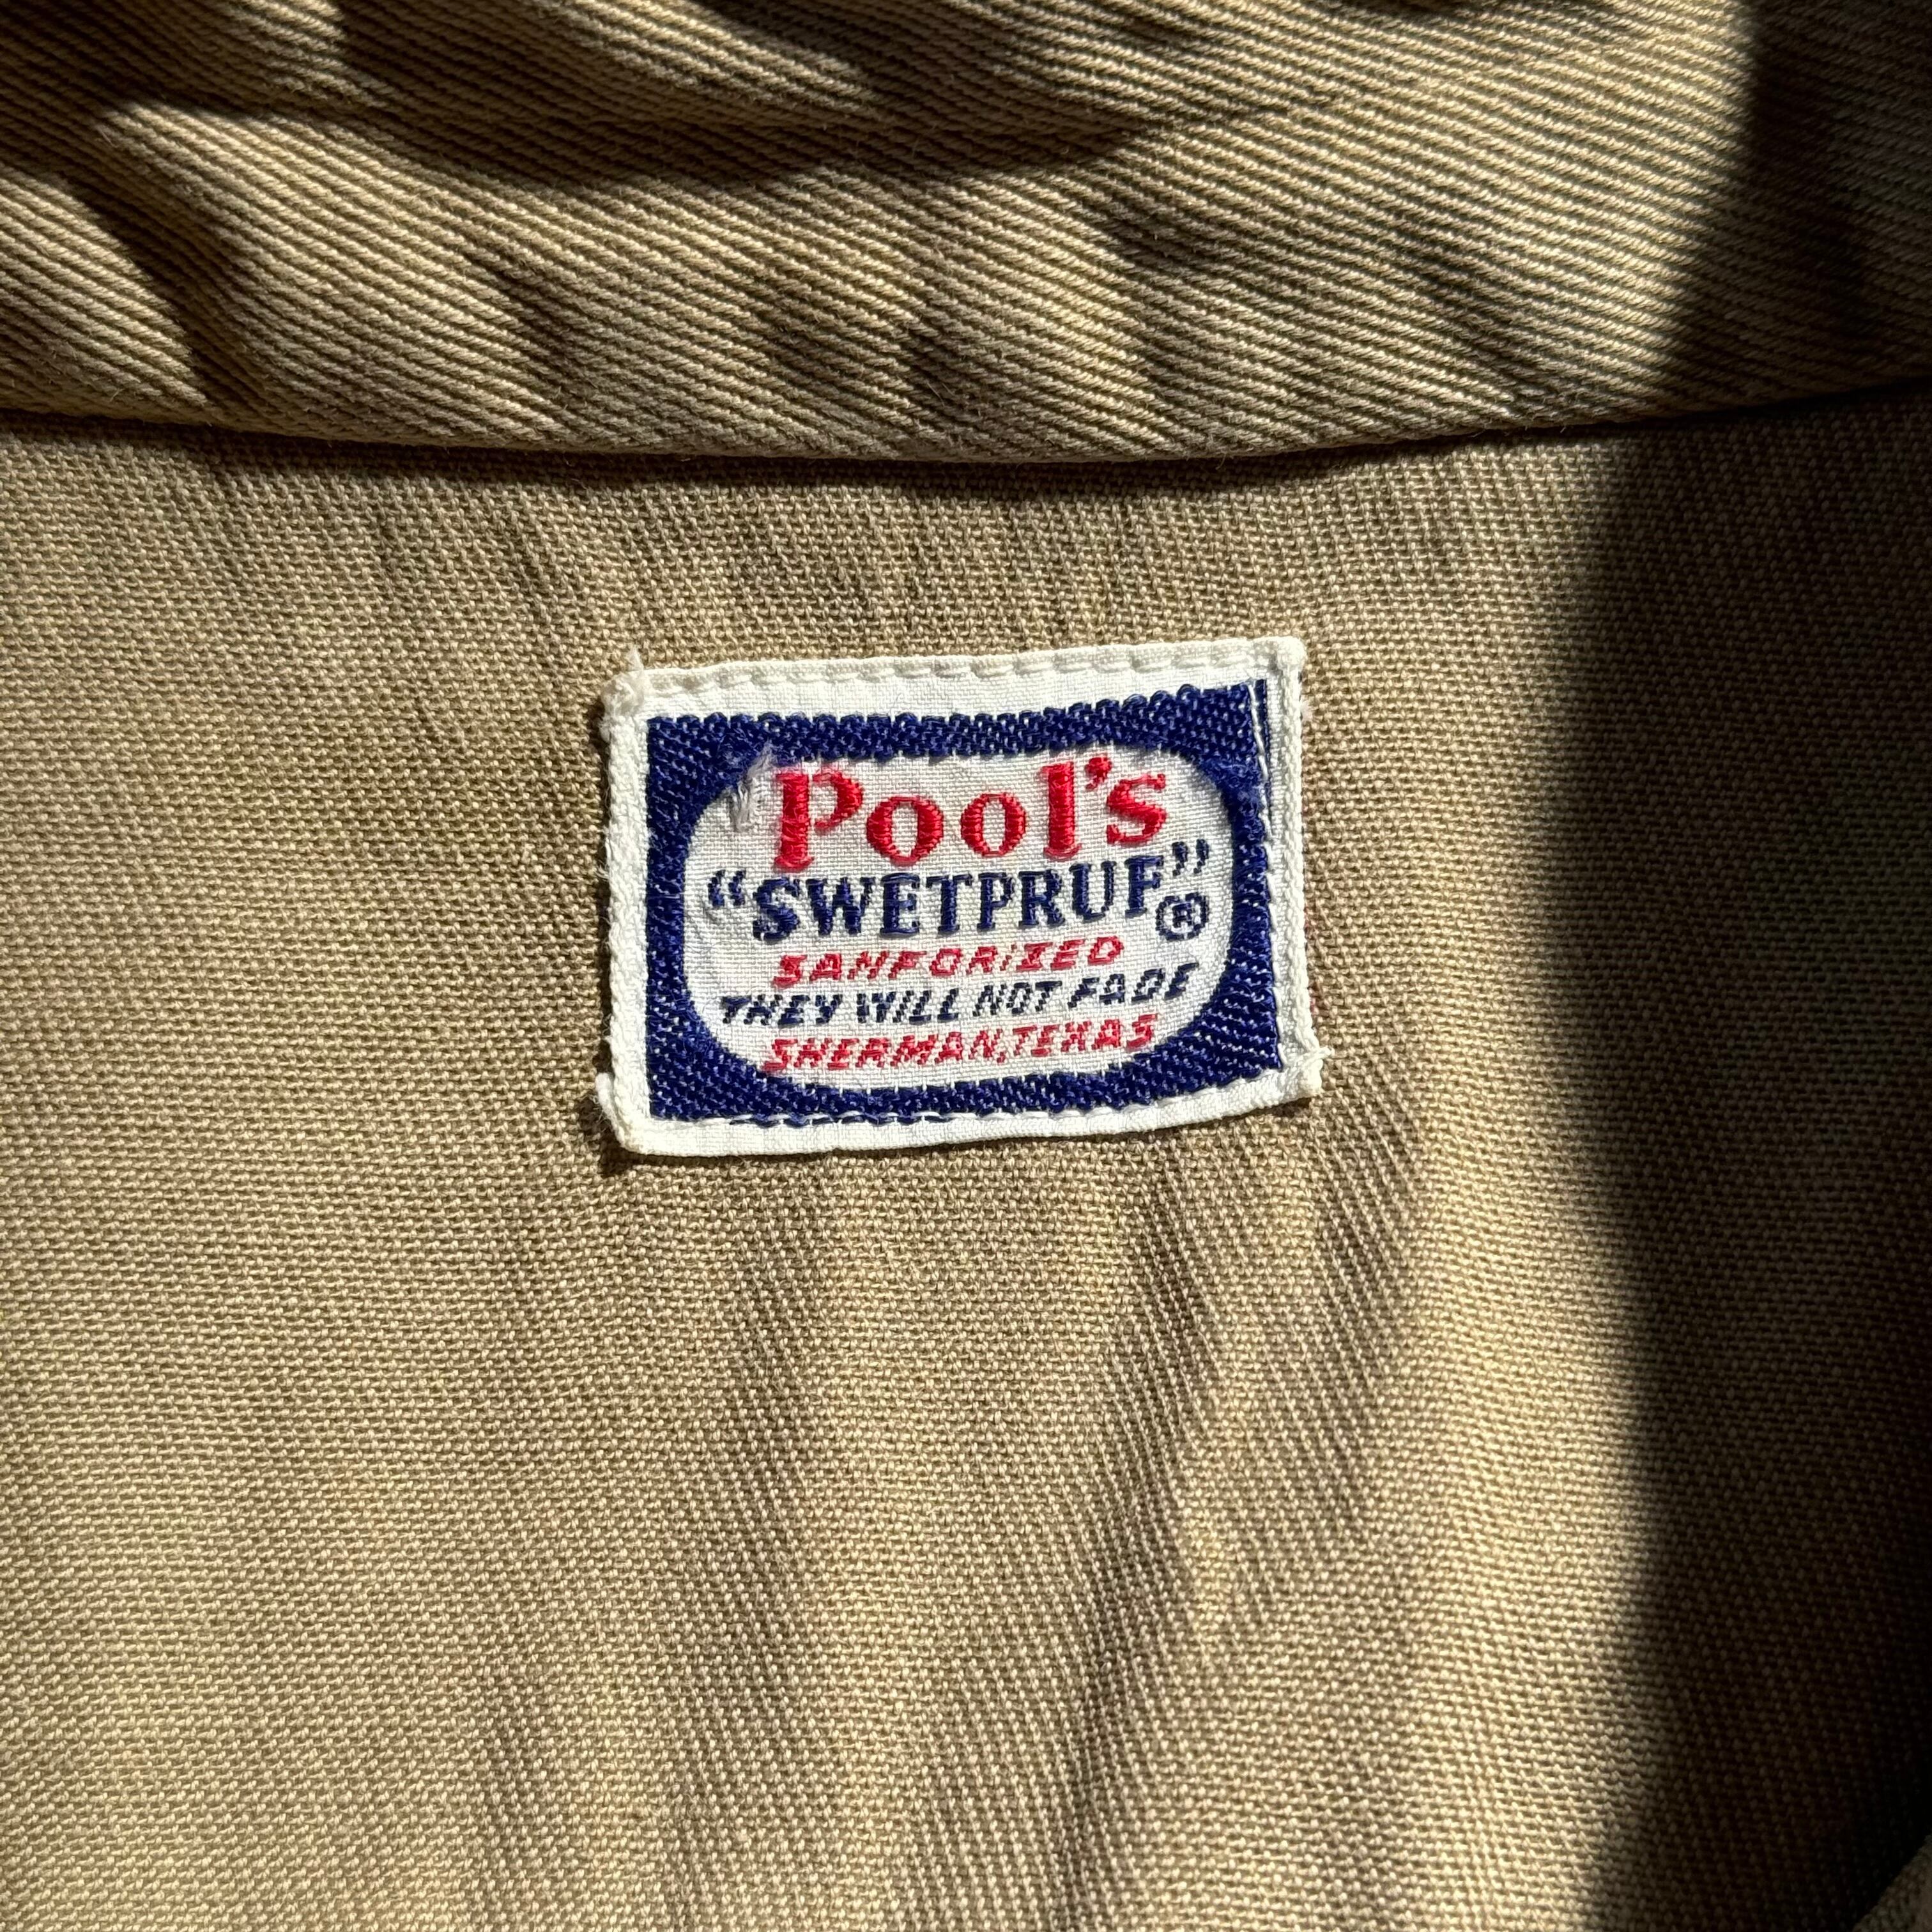 Pool's
"SWETPRUF"®
SANFORIZED
THEY WILL NOT FADE
SHERMAN, TEXAS